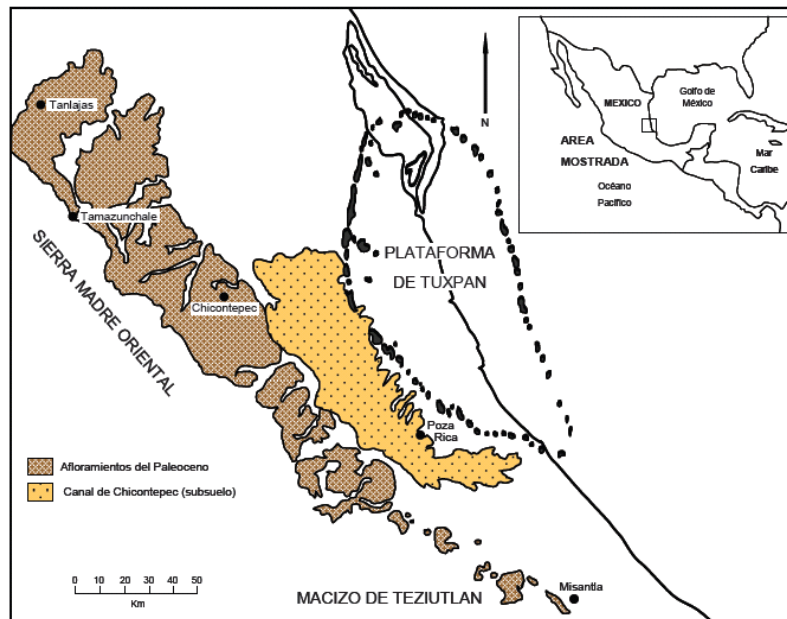 Tanlajas
Tamazunchale
SIERRA MADRE ORIENTAL
Chicontepec
PLATAFORMA
DE TUXPAN
N
Poza
Rica
MEXICO
Golfo de
México
AREA
MOSTRADA
Océano
Pacífico
Mar
Caribe
Afloramientos del Paleoceno
Canal de Chicontepec (subsuelo)
0 10 20 30 40 50
Km
MACIZO DE TEZIUTLAN
Misantla